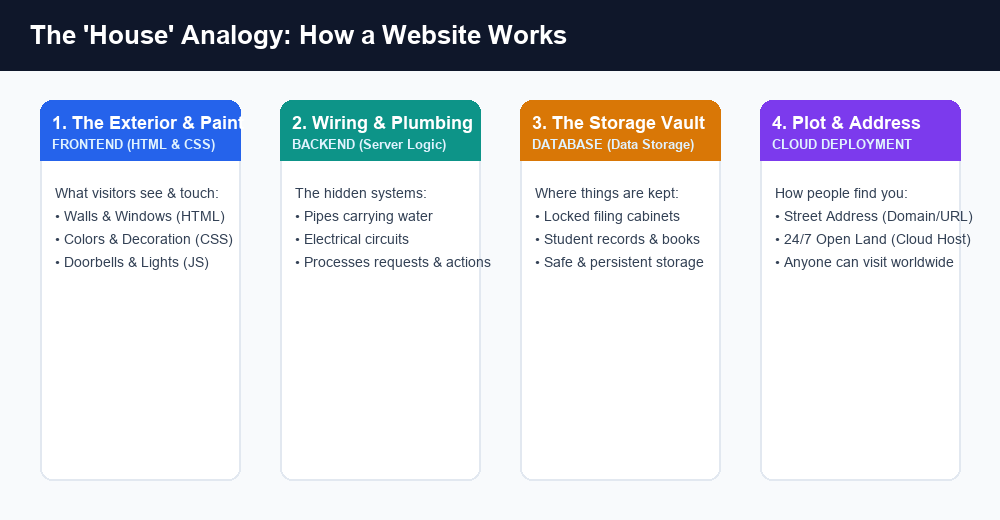 The 'House' Analogy: How a Website Works
1. The Exterior & Paint
FRONTEND (HTML & CSS)
What visitors see & touch:
• Walls & Windows (HTML)
• Colors & Decoration (CSS)
• Doorbells & Lights (JS)
2. Wiring & Plumbing
BACKEND (Server Logic)
The hidden systems:
• Pipes carrying water
• Electrical circuits
• Processes requests & actions
3. The Storage Vault
DATABASE (Data Storage)
Where things are kept:
• Locked filing cabinets
• Student records & books
• Safe & persistent storage
4. Plot & Address
CLOUD DEPLOYMENT
How people find you:
• Street Address (Domain/URL)
• 24/7 Open Land (Cloud Host)
• Anyone can visit worldwide